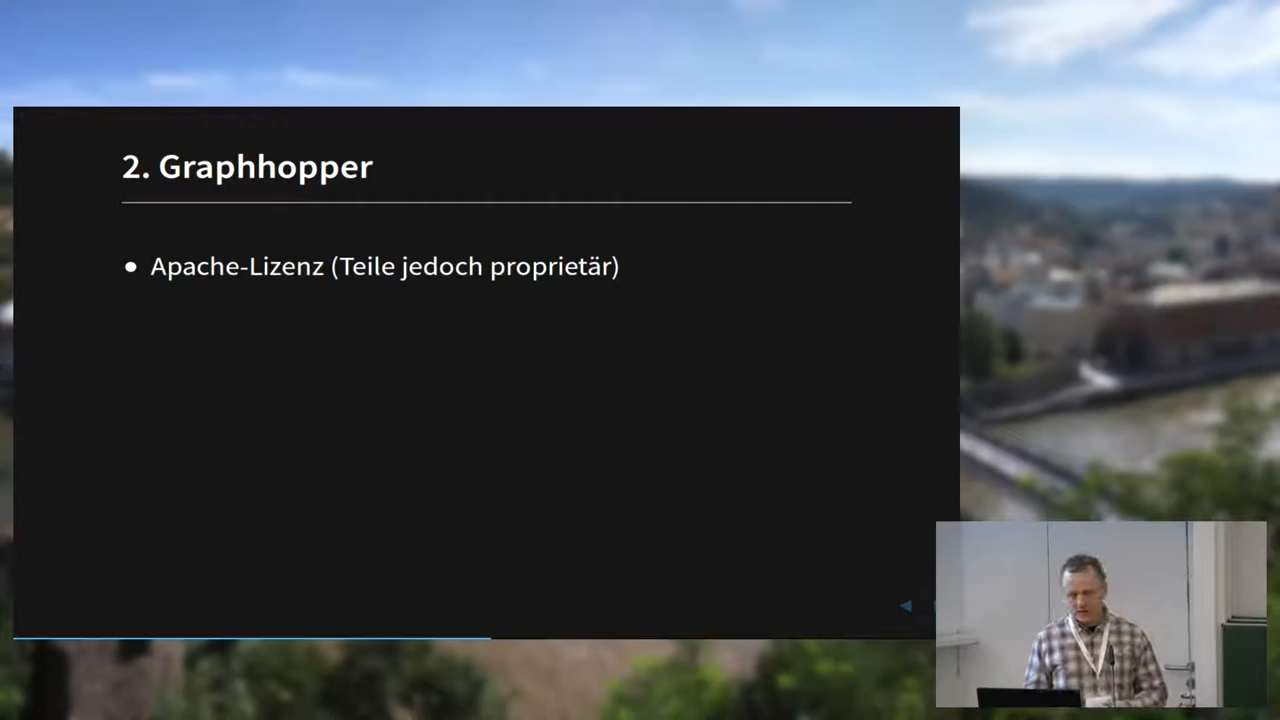 2. Graphhopper
● Apache-Lizenz (Teile jedoch proprietär)